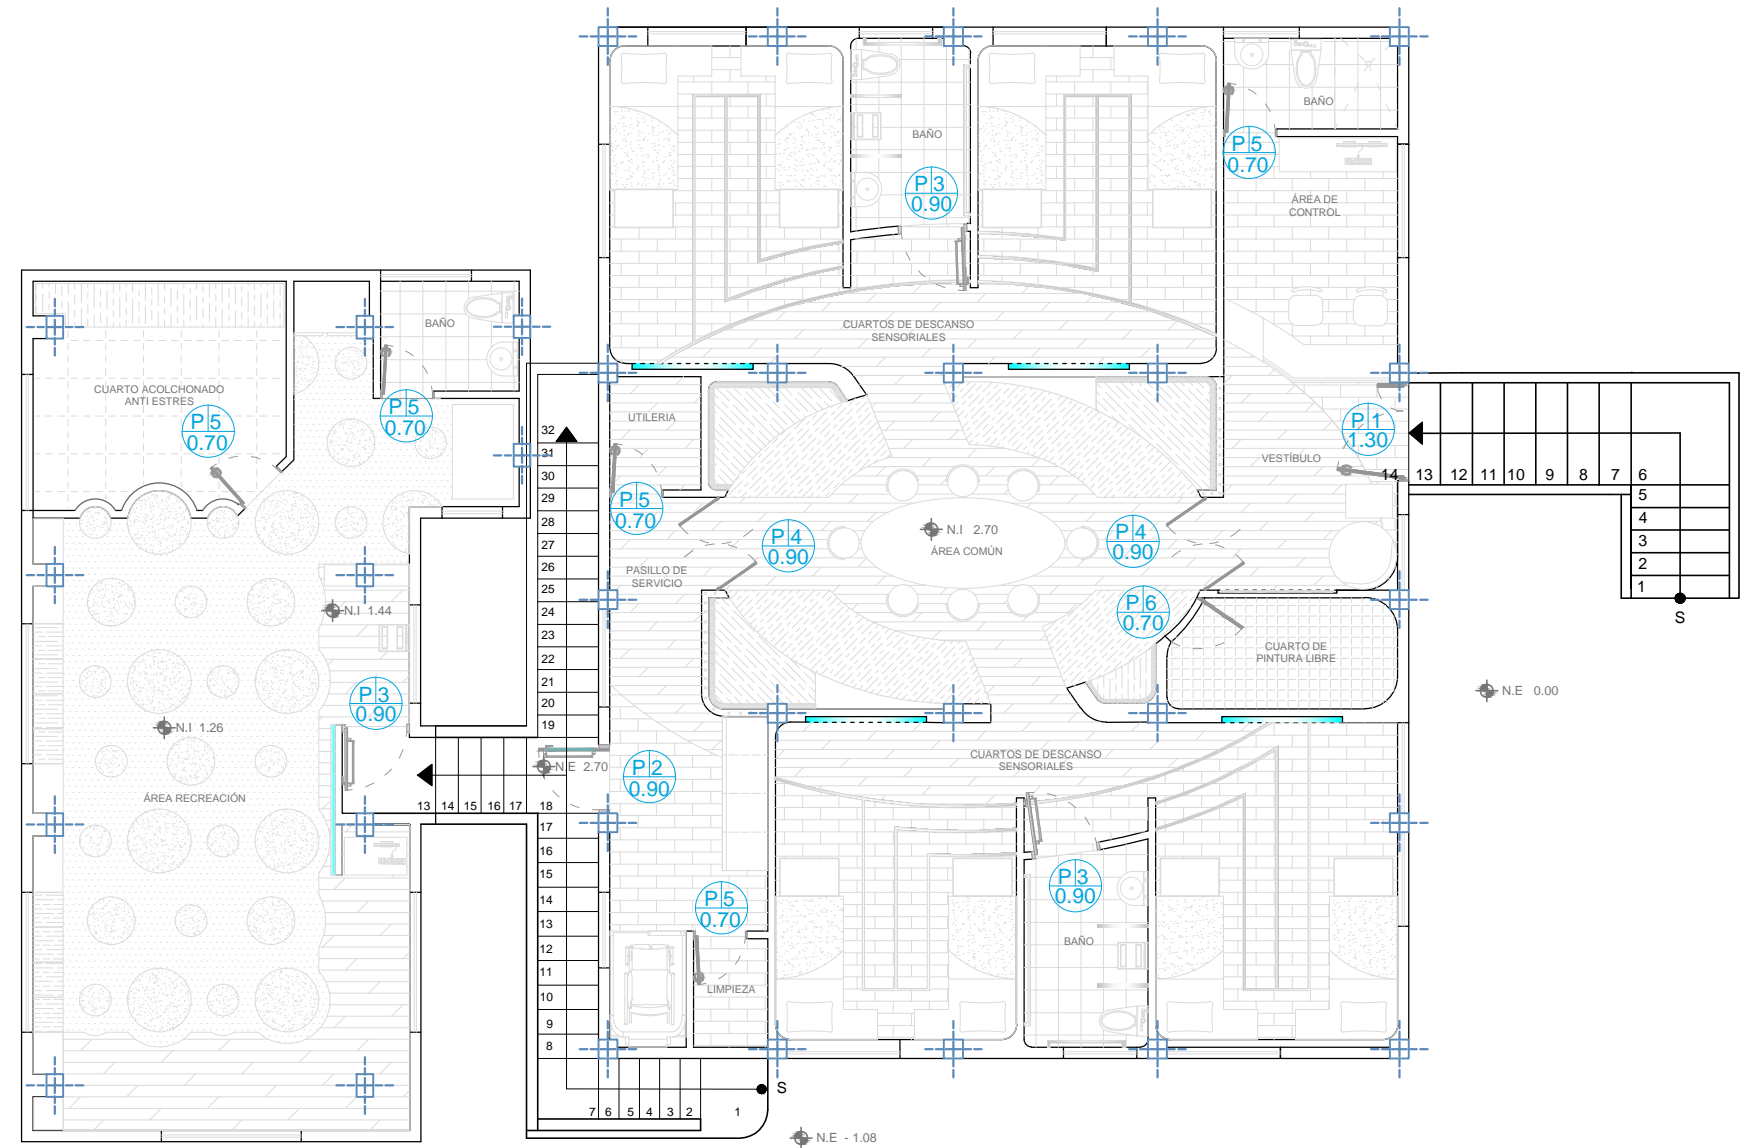 BAÑO
BAÑO
P 5
0.70
P 3
0.90
ÁREA DE
CONTROL
CUARTOS DE DESCANSO
SENSORIALES
BAÑO
CUARTO ACOLCHONADO
ANTI ESTRES
P 5
0.70
P 5
0.70
UTILERIA
P 1
1.30
VESTÍBULO
14 13 12 11 10 9 8 7 6
5
4
3
2
1
S
32
31
30
29
28
27
26
25
24
23
22
21
20
19
18
17
16
15
14
13
12
11
10
9
8
P 5
0.70
P 4
0.90
N.I 2.70
ÁREA COMÚN
P 4
0.90
PASILLO DE
SERVICIO
P 6
0.70
CUARTO DE
PINTURA LIBRE
N.E 0.00
N.I 1.44
P 3
0.90
N.I 1.26
ÁREA RECREACIÓN
13 14 15 16 17
N.E 2.70
P 2
0.90
CUARTOS DE DESCANSO
SENSORIALES
P 3
0.90
P 5
0.70
BAÑO
LIMPIEZA
7 6 5 4 3 2 1
S
N.E - 1.08